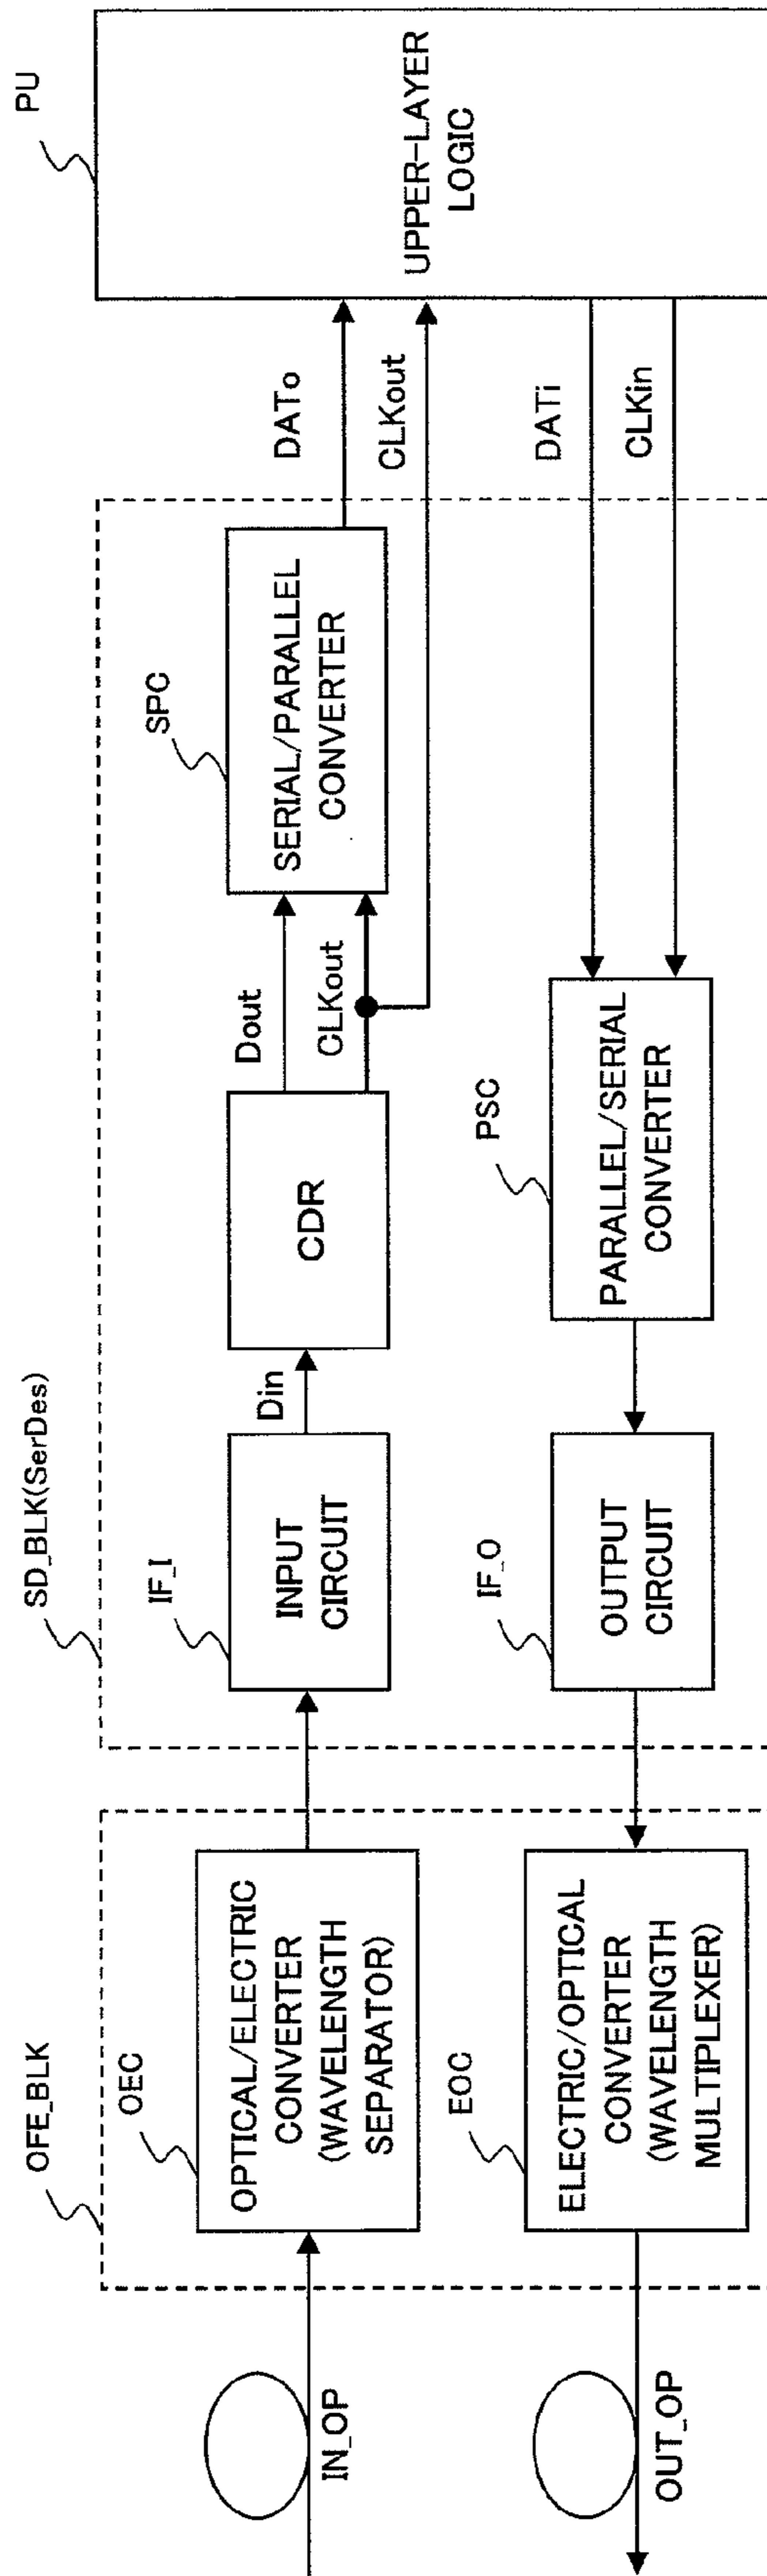 OFE_BLK
OEC
OPTICAL/ELECTRIC
CONVERTER
(WAVELENGTH
SEPARATOR)
IN_OP
EOC
ELECTRIC/OPTICAL
CONVERTER
(WAVELENGTH
MULTIPLEXER)
OUT_OP
SD_BLK(SerDes)
IF_I
INPUT
CIRCUIT
Din
CDR
Dout
CLKout
SPC
SERIAL/PARALLEL
CONVERTER
IF_O
OUTPUT
CIRCUIT
PSC
PARALLEL/SERIAL
CONVERTER
DATo
CLKout
DATi
CLKin
PU
UPPER-LAYER
LOGIC